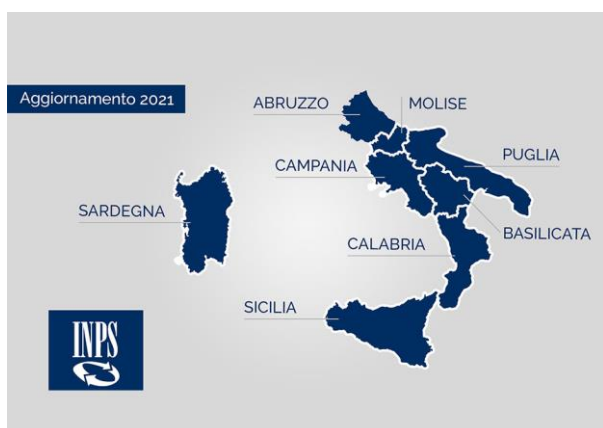 Aggiornamento 2021
ABRUZZO
MOLISE
CAMPANIA
PUGLIA
SARDEGNA
BASILICATA
CALABRIA
SICILIA
INPS